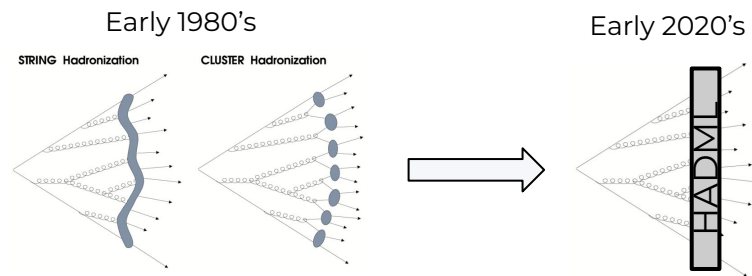 Early 1980's
Early 2020's
STRING Hadronization
CLUSTER Hadronization
HADML